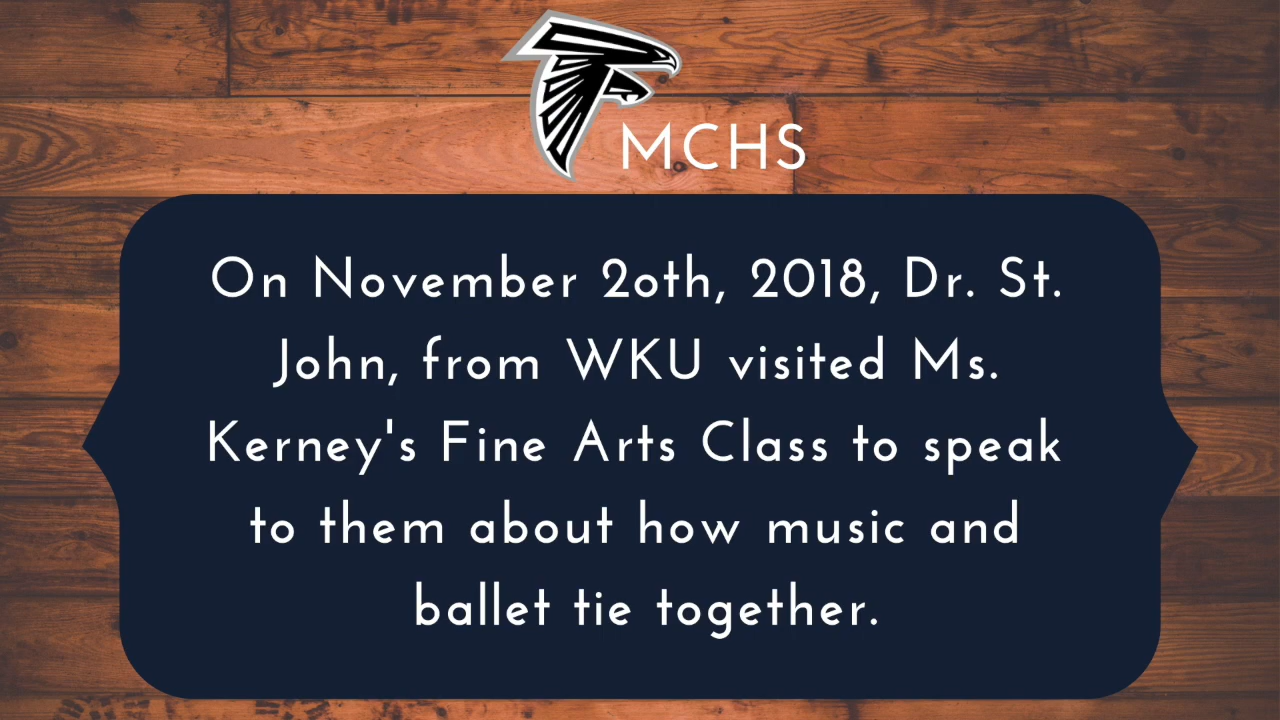 MCHS
On November 2oth, 2018, Dr. St.
John, from WKU visited Ms.
Kerney's Fine Arts Class to speak
to them about how music and
ballet tie together.